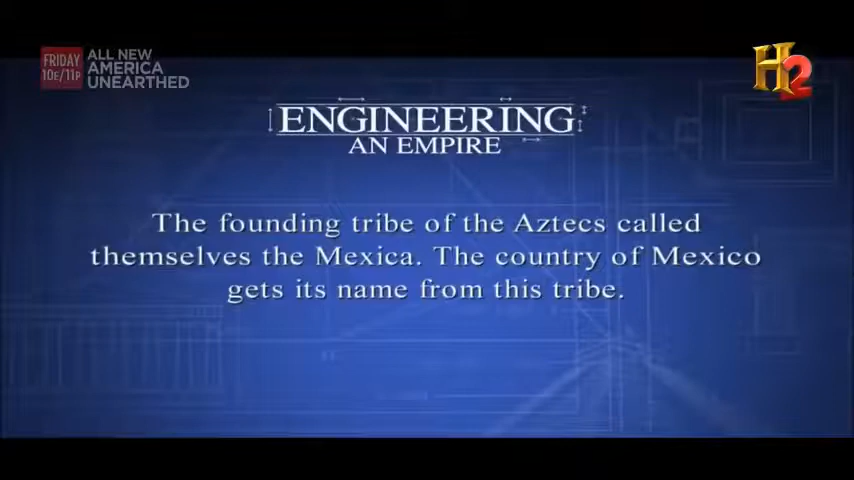 FRIDAY
10E/11P
ALL NEW
AMERICA
UNEARTHED
H2
ENGINEERING
AN EMPIRE
The founding tribe of the Aztecs called
themselves the Mexica. The country of Mexico
gets its name from this tribe.